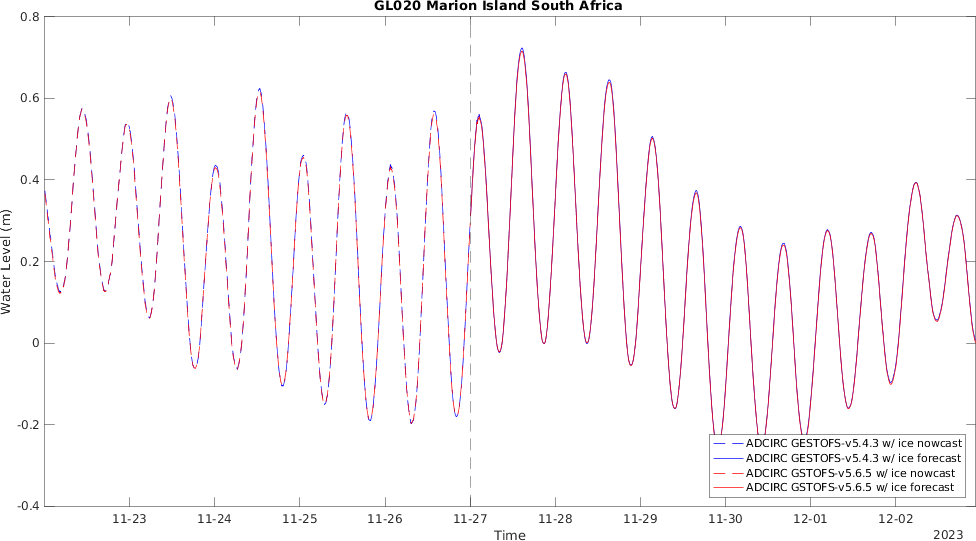 GL020 Marion Island South Africa
0.8
0.6
0.4
0.2
0
-0.2
-0.4
Water Level (m)
ADCIRC GESTOFS-v5.4.3 w/ ice nowcast
ADCIRC GESTOFS-v5.4.3 w/ ice forecast
ADCIRC GSTOFS-v5.6.5 w/ ice nowcast
ADCIRC GSTOFS-v5.6.5 w/ ice forecast
11-23 11-24 11-25 11-26 11-27 11-28 11-29 11-30 12-01 12-02
Time
2023